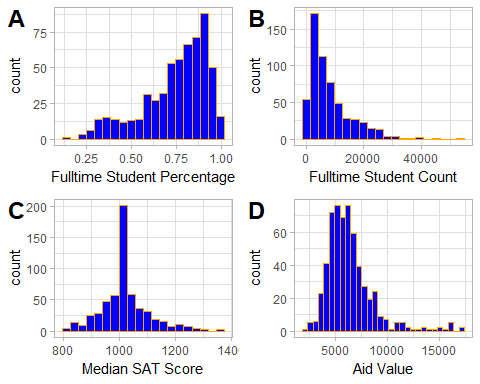 A
count
75
50
25
0
0.25 0.50 0.75 1.00
Fulltime Student Percentage
B
count
150
100
50
0
0 20000 40000
Fulltime Student Count
C
count
200
150
100
50
0
800 1000 1200 140
Median SAT Score
D
count
60
40
20
0
5000 10000 15000
Aid Value